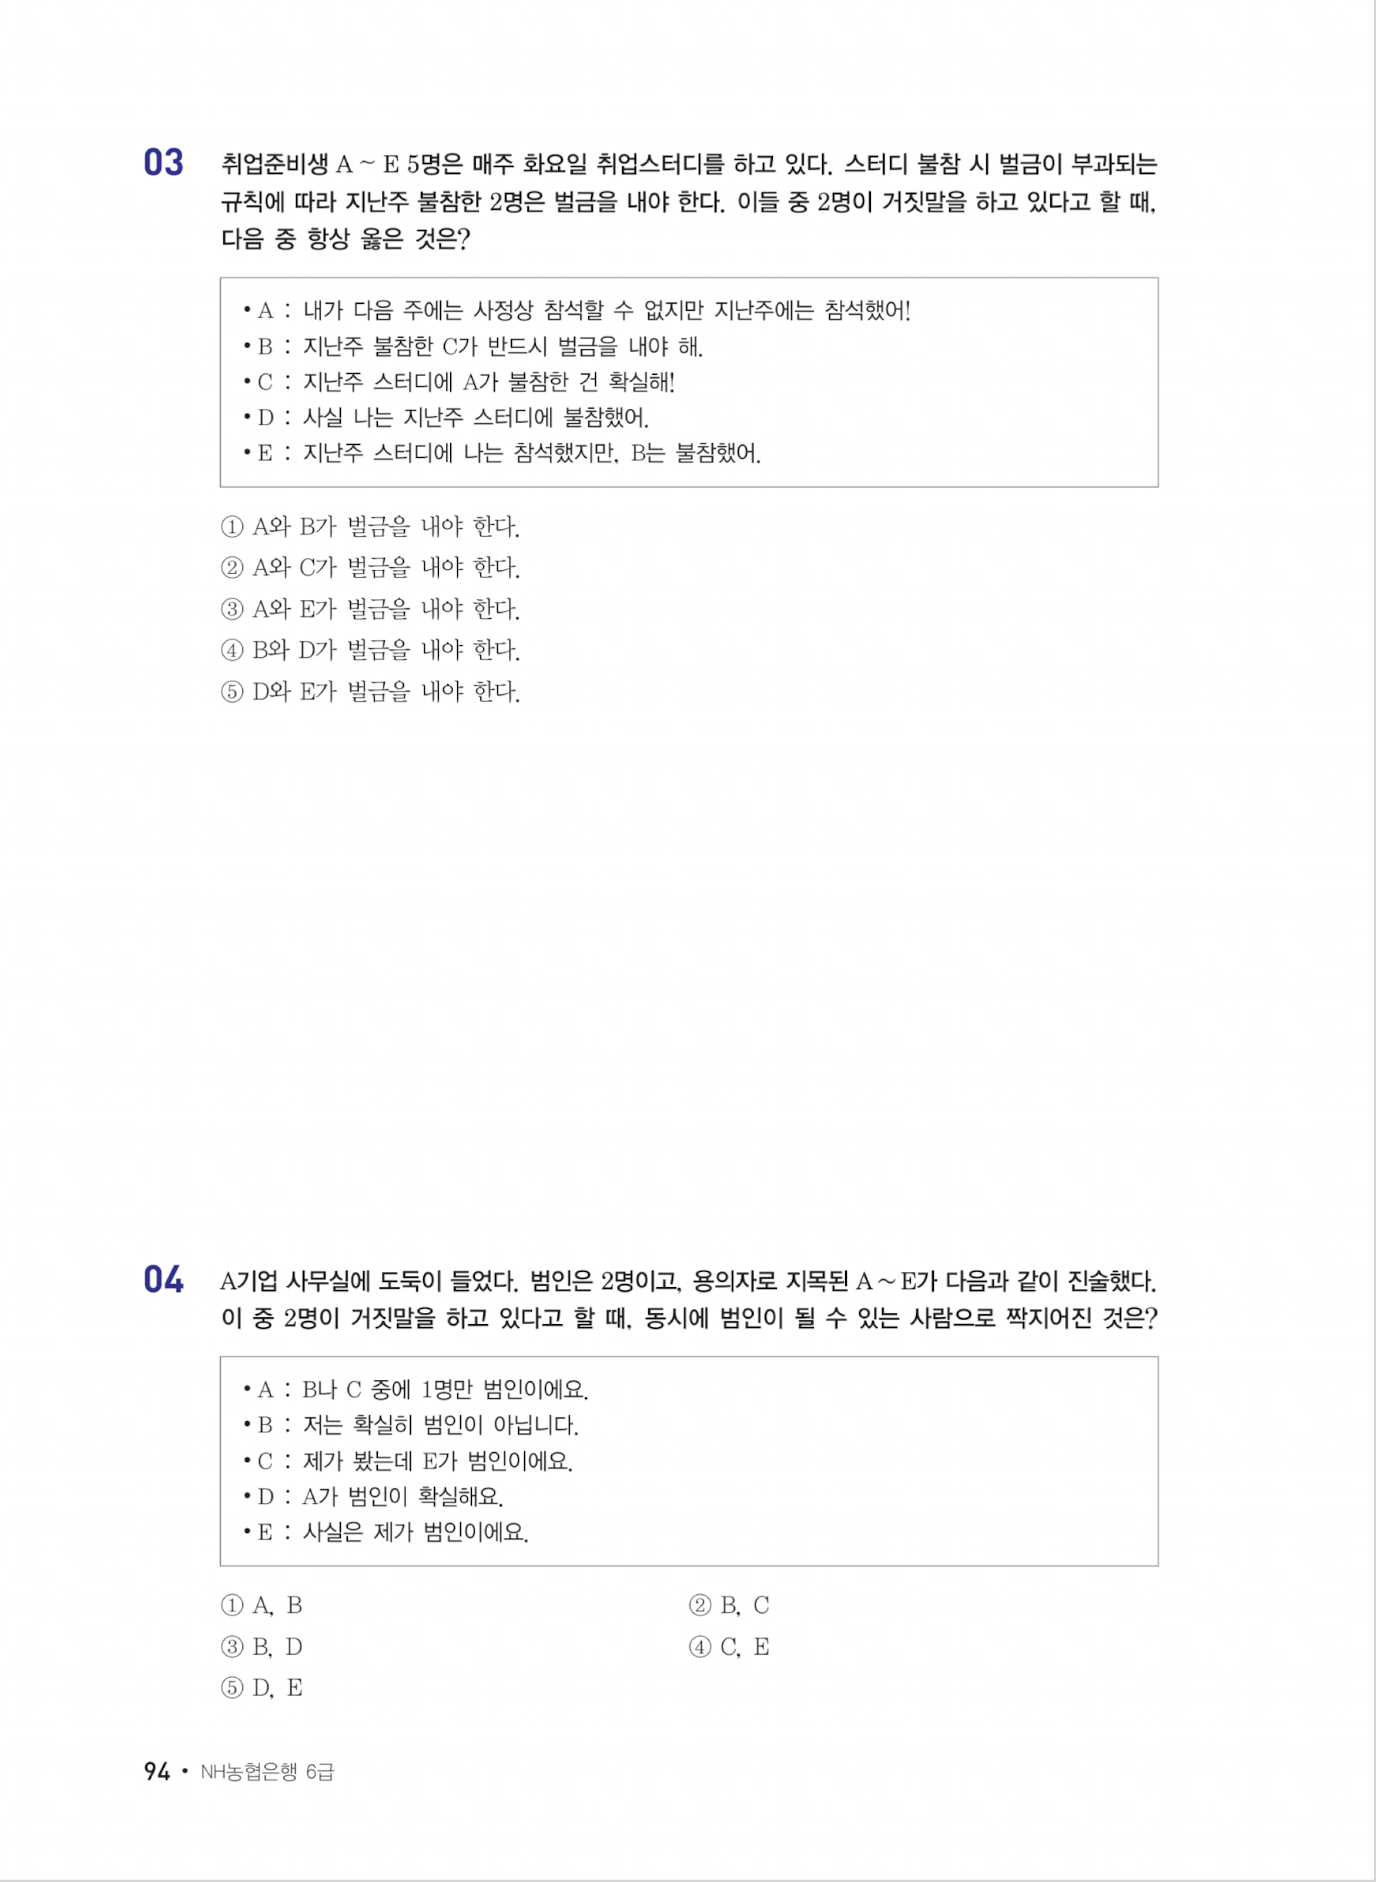 03
취업준비생 A ~ E 5명은 매주 화요일 취업스터디를 하고 있다. 스터디 불참 시 벌금이 부과되는
규칙에 따라 지난주 불참한 2명은 벌금을 내야 한다. 이들 중 2명이 거짓말을 하고 있다고 할 때,
다음 중 항상 옳은 것은?
• A : 내가 다음 주에는 사정상 참석할 수 없지만 지난주에는 참석했어!
• B : 지난주 불참한 C가 반드시 벌금을 내야 해.
• C : 지난주 스터디에 A가 불참한 건 확실해!
• D : 사실 나는 지난주 스터디에 불참했어.
• E : 지난주 스터디에 나는 참석했지만, B는 불참했어.
① A와 B가 벌금을 내야 한다.
② A와 C가 벌금을 내야 한다.
③ A와 E가 벌금을 내야 한다.
④ B와 D가 벌금을 내야 한다.
⑤ D와 E가 벌금을 내야 한다.
04
A기업 사무실에 도둑이 들었다. 범인은 2명이고, 용의자로 지목된 A ~ E가 다음과 같이 진술했다.
이 중 2명이 거짓말을 하고 있다고 할 때, 동시에 범인이 될 수 있는 사람으로 짝지어진 것은?
• A : B나 C 중에 1명만 범인이에요.
• B : 저는 확실히 범인이 아닙니다.
• C : 제가 봤는데 E가 범인이에요.
• D : A가 범인이 확실해요.
• E : 사실은 제가 범인이에요.
① A, B
② B, C
③ B, D
④ C, E
⑤ D, E
94 • NH농협은행 6급